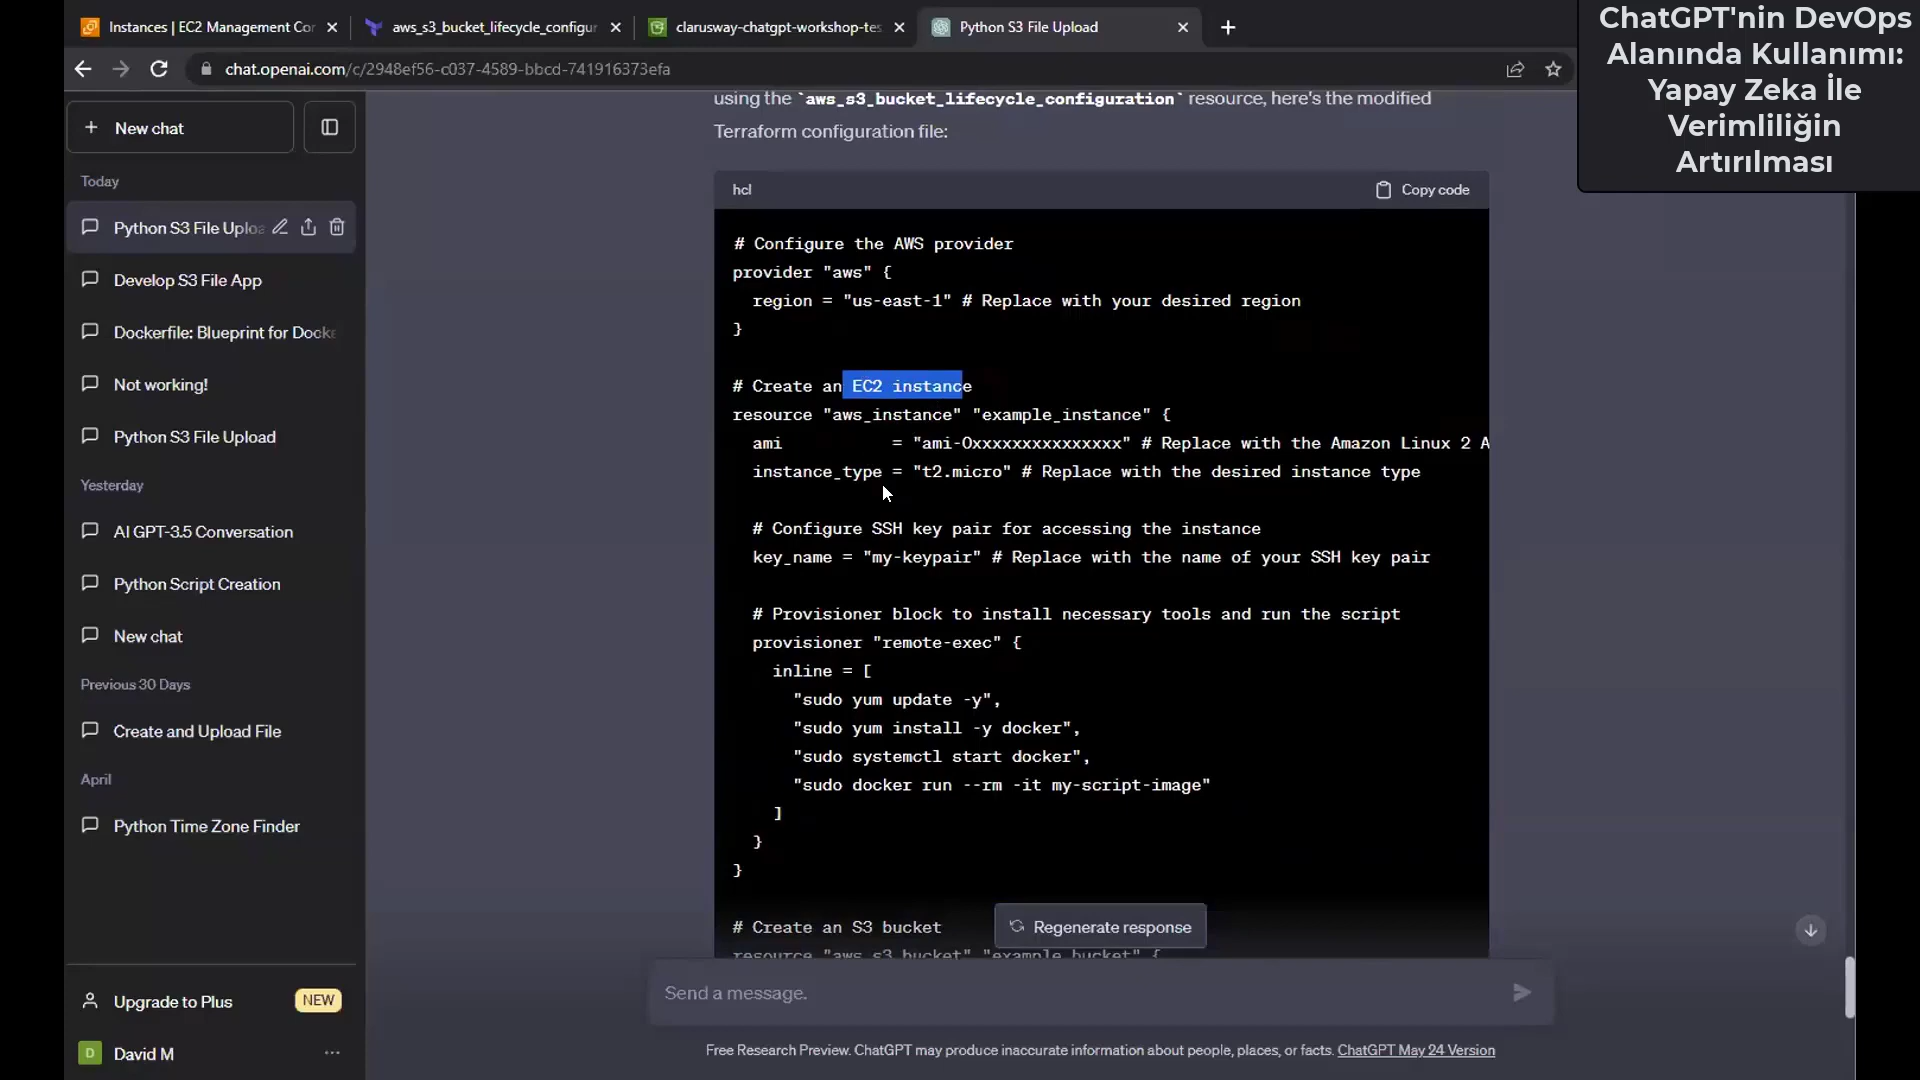 Instances | EC2 Management Cor
aws_s3_bucket_lifecycle_configur
clarusway-chatgpt-workshop-tes
Python S3 File Upload
chat.openai.com/c/2948ef56-c037-4589-bbcd-741916373efa
ChatGPT'nin DevOps
Alanında Kullanımı:
Yapay Zeka İle
Verimliliğin
Artırılması
New chat
Today
Python S3 File Uploa
Develop S3 File App
Dockerfile: Blueprint for Docke
Not working!
Python S3 File Upload
Yesterday
AI GPT-3.5 Conversation
Python Script Creation
New chat
Previous 30 Days
Create and Upload File
April
Python Time Zone Finder
Upgrade to Plus
NEW
D
David M
using the `aws_s3_bucket_lifecycle_configuration` resource, here's the modified
Terraform configuration file:
hcl
Copy code
# Configure the AWS provider
provider "aws" {
region = "us-east-1" # Replace with your desired region
}
# Create an EC2 instance
resource "aws_instance" "example_instance" {
ami = "ami-0xxxxxxxxxxxxxxx" # Replace with the Amazon Linux 2 A
instance_type = "t2.micro" # Replace with the desired instance type
# Configure SSH key pair for accessing the instance
key_name = "my-keypair" # Replace with the name of your SSH key pair
# Provisioner block to install necessary tools and run the script
provisioner "remote-exec" {
inline = [
"sudo yum update -y",
"sudo yum install -y docker",
"sudo systemctl start docker",
"sudo docker run --rm -it my-script-image"
]
}
}
# Create an S3 bucket
resource "aws_s3_bucket" "example_bucket" {
Regenerate response
Send a message.
Free Research Preview. ChatGPT may produce inaccurate information about people, places, or facts. ChatGPT May 24 Version